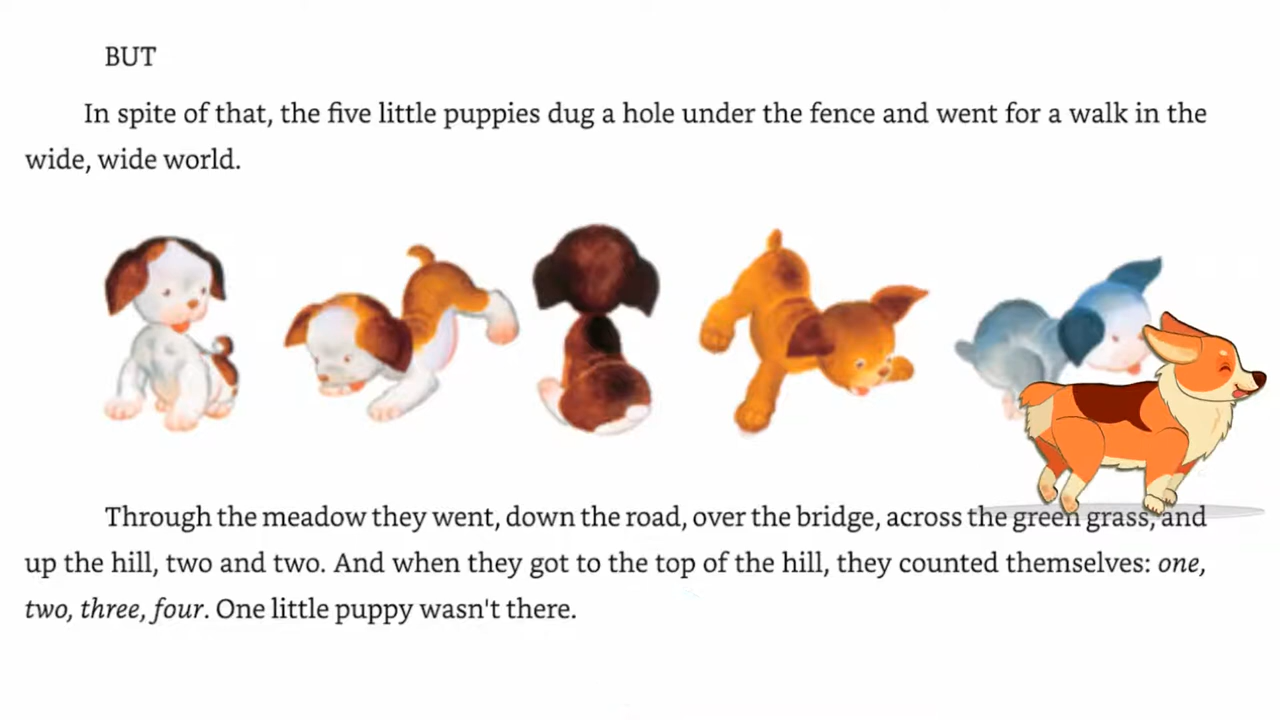 BUT
In spite of that, the five little puppies dug a hole under the fence and went for a walk in the
wide, wide world.
Through the meadow they went, down the road, over the bridge, across the green grass, and
up the hill, two and two. And when they got to the top of the hill, they counted themselves: one,
two, three, four. One little puppy wasn't there.